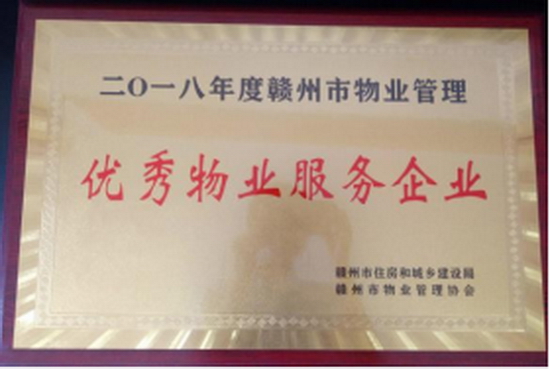 二〇一八年度赣州市物业管理
优秀物业服务企业
赣州市住房和城乡建设局
赣州市物业管理协会